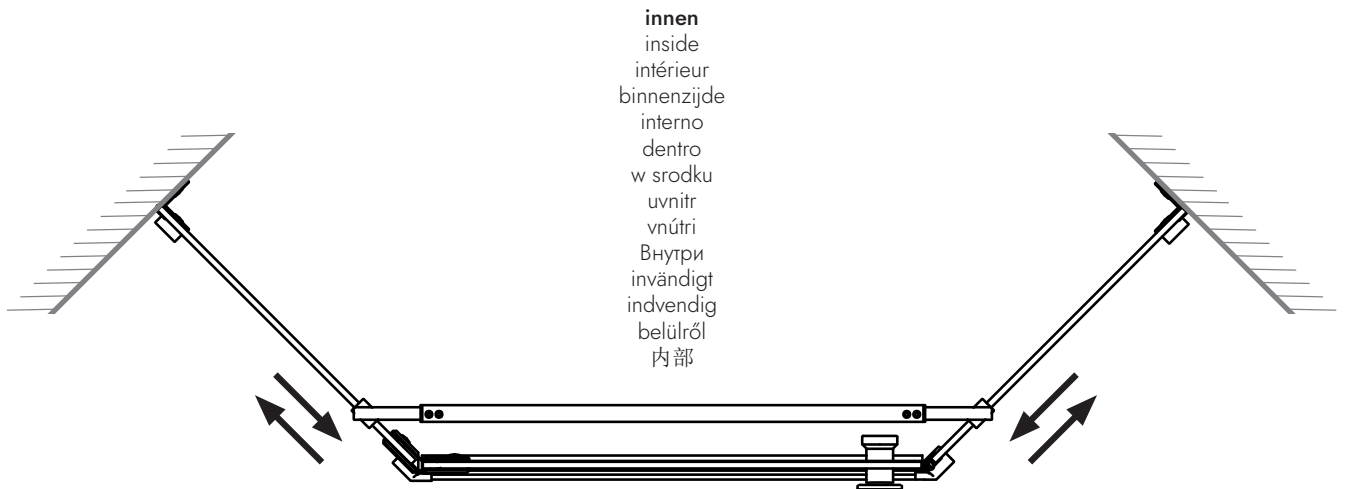 innen
inside
intérieur
binnenzijde
interno
dentro
w srodku
uvnitr
vnútri
Внутри
invändigt
indvendig
belülről
内部